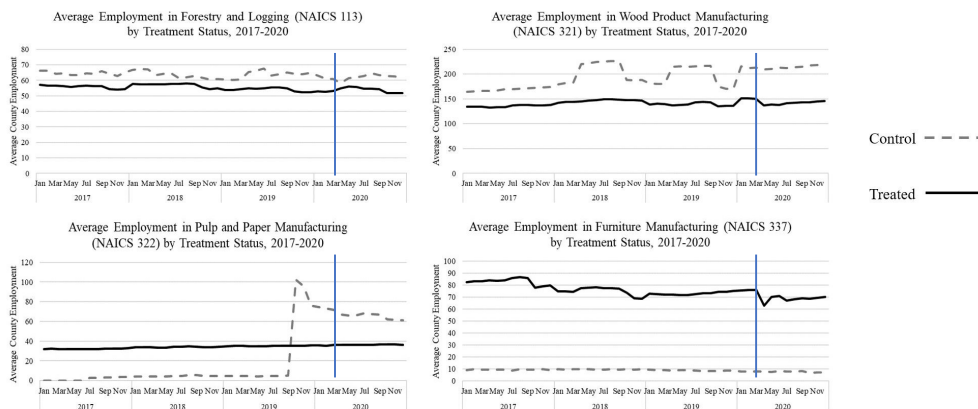 Average Employment in Forestry and Logging (NAICS 113)
by Treatment Status, 2017-2020
Average County Employment
80
70
60
50
40
30
20
10
0
Jan Mar May Jul Sep Nov Jan Mar May Jul Sep Nov Jan Mar May Jul Sep Nov Jan Mar May Jul Sep Nov
2017 2018 2019 2020
Average Employment in Wood Product Manufacturing
(NAICS 321) by Treatment Status, 2017-2020
Average County Employment
250
200
150
100
50
0
Jan Mar May Jul Sep Nov Jan Mar May Jul Sep Nov Jan Mar May Jul Sep Nov Jan Mar May Jul Sep Nov
2017 2018 2019 2020
Control
Treated
Average Employment in Pulp and Paper Manufacturing
(NAICS 322) by Treatment Status, 2017-2020
Average County Employment
120
100
80
60
40
20
0
Jan Mar May Jul Sep Nov Jan Mar May Jul Sep Nov Jan Mar May Jul Sep Nov Jan Mar May Jul Sep Nov
2017 2018 2019 2020
Average Employment in Furniture Manufacturing (NAICS 337)
by Treatment Status, 2017-2020
Average County Employment
100
90
80
70
60
50
40
30
20
10
0
Jan Mar May Jul Sep Nov Jan Mar May Jul Sep Nov Jan Mar May Jul Sep Nov Jan Mar May Jul Sep Nov
2017 2018 2019 2020